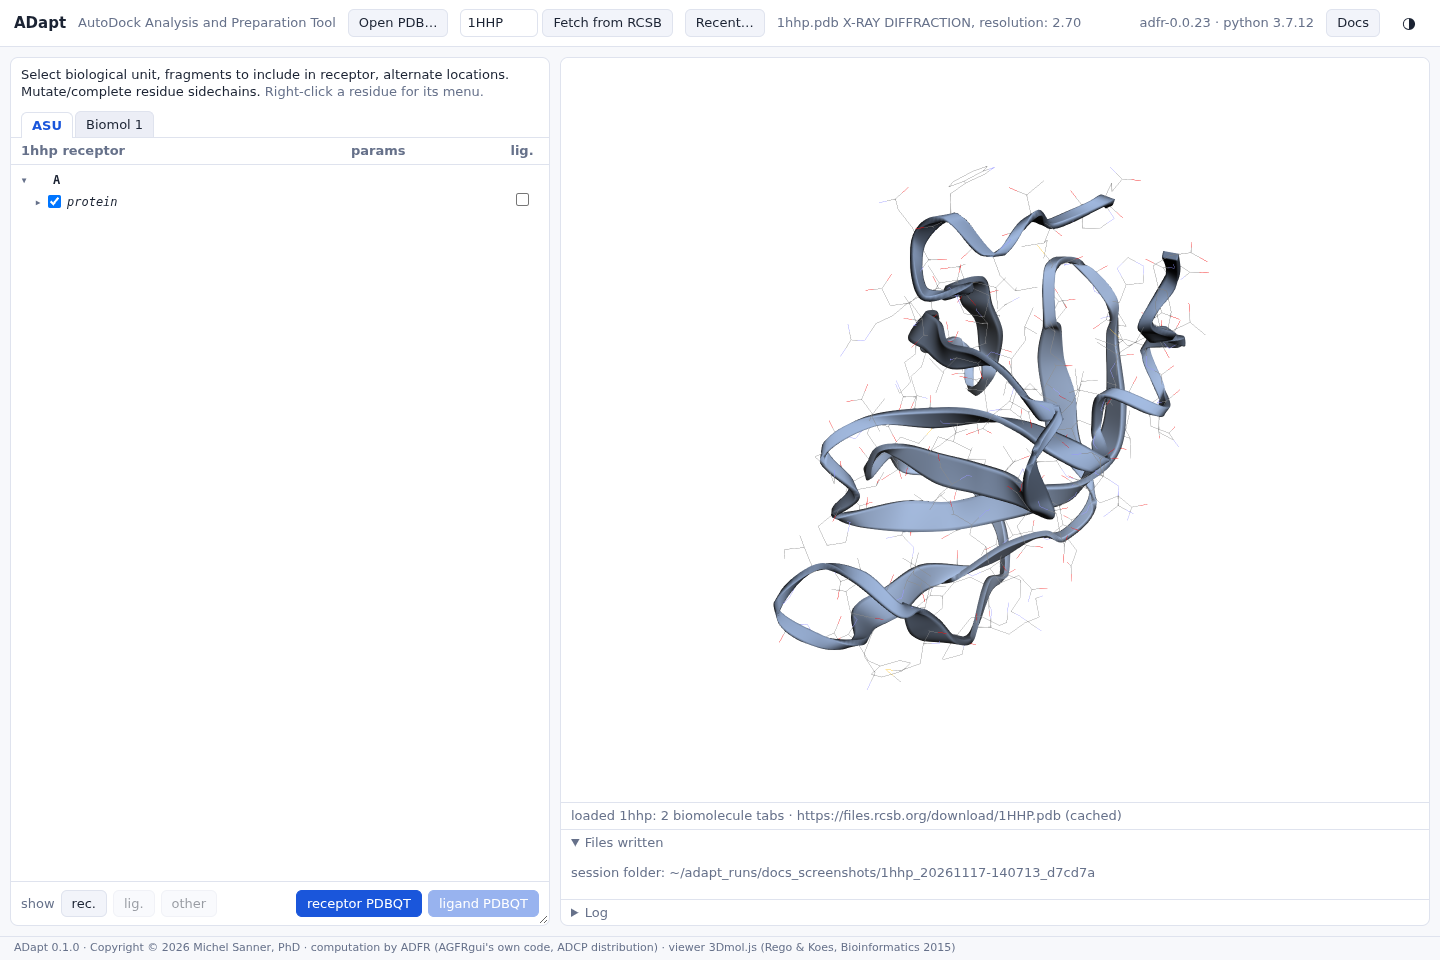 ADapt AutoDock Analysis and Preparation Tool Open PDB... 1HHP Fetch from RCSB Recent... 1hhp.pdb X-RAY DIFFRACTION, resolution: 2.70 adfr-0.0.23 · python 3.7.12 Docs
Select biological unit, fragments to include in receptor, alternate locations.
Mutate/complete residue sidechains. Right-click a residue for its menu.
ASU Biomol 1
1hhp receptor params lig.
A
protein
show rec. lig. other receptor PDBQT ligand PDBQT
loaded 1hhp: 2 biomolecule tabs · https://files.rcsb.org/download/1HHP.pdb (cached)
Files written
session folder: ~/adapt_runs/docs_screenshots/1hhp_20261117-140713_d7cd7a
Log
ADapt 0.1.0 · Copyright © 2026 Michel Sanner, PhD · computation by ADFR (AGFRgui's own code, ADCP distribution) · viewer 3Dmol.js (Rego & Koes, Bioinformatics 2015)